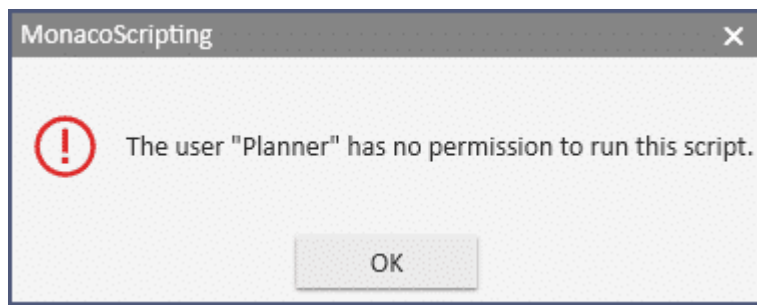 MonacoScripting
The user "Planner" has no permission to run this script.
OK